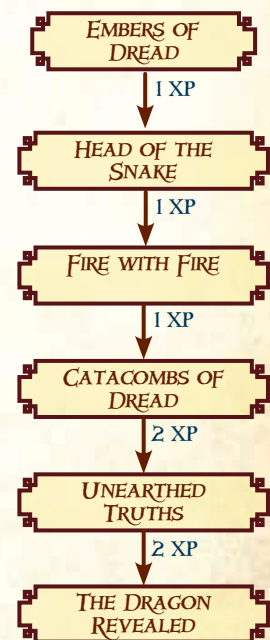 Embers of
Dread
1 XP
Head of the
Snake
1 XP
Fire with Fire
1 XP
Catacombs of
Dread
2 XP
Unearthed
Truths
2 XP
The Dragon
Revealed